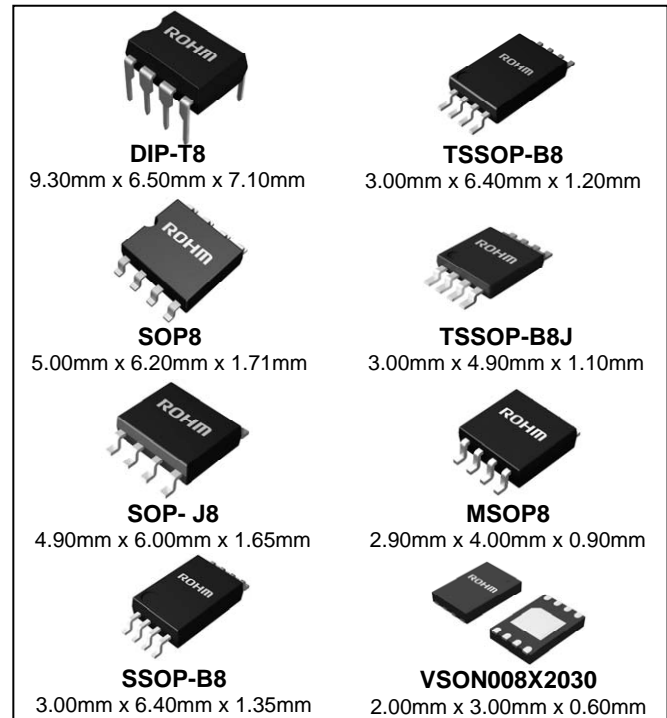 ROHM
DIP-T8
9.30mm x 6.50mm x 7.10mm
ROHM
TSSOP-B8
3.00mm x 6.40mm x 1.20mm
ROHM
SOP8
5.00mm x 6.20mm x 1.71mm
ROHM
TSSOP-B8J
3.00mm x 4.90mm x 1.10mm
ROHM
SOP- J8
4.90mm x 6.00mm x 1.65mm
ROHM
MSOP8
2.90mm x 4.00mm x 0.90mm
ROHM
SSOP-B8
3.00mm x 6.40mm x 1.35mm
ROHM
VSON008X2030
2.00mm x 3.00mm x 0.60mm